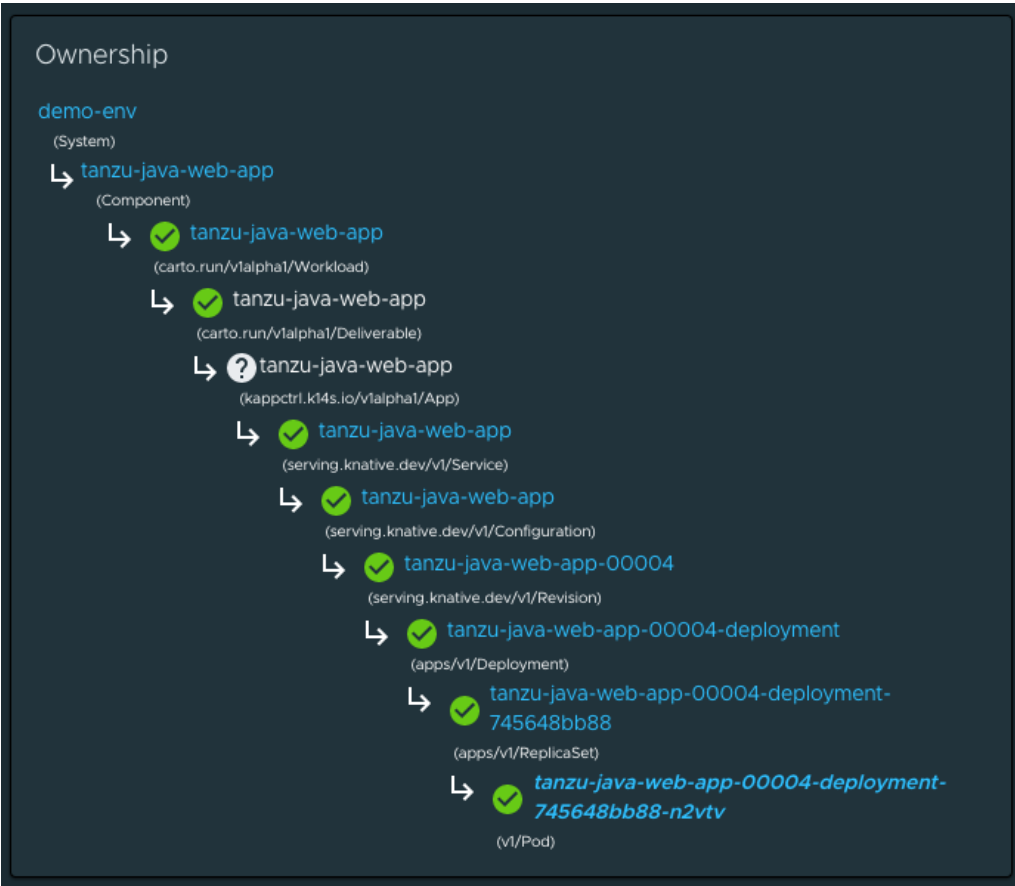 Ownership
demo-env
(System)
tanzu-java-web-app
(Component)
tanzu-java-web-app
(carto.run/v1alpha1/Workload)
tanzu-java-web-app
(carto.run/v1alpha1/Deliverable)
?
tanzu-java-web-app
(kappctrl.k14s.io/v1alpha1/App)
tanzu-java-web-app
(serving.knative.dev/v1/Service)
tanzu-java-web-app
(serving.knative.dev/v1/Configuration)
tanzu-java-web-app-00004
(serving.knative.dev/v1/Revision)
tanzu-java-web-app-00004-deployment
(apps/v1/Deployment)
tanzu-java-web-app-00004-deployment-
745648bb88
(apps/v1/ReplicaSet)
tanzu-java-web-app-00004-deployment-
745648bb88-n2vtv
(v1/Pod)